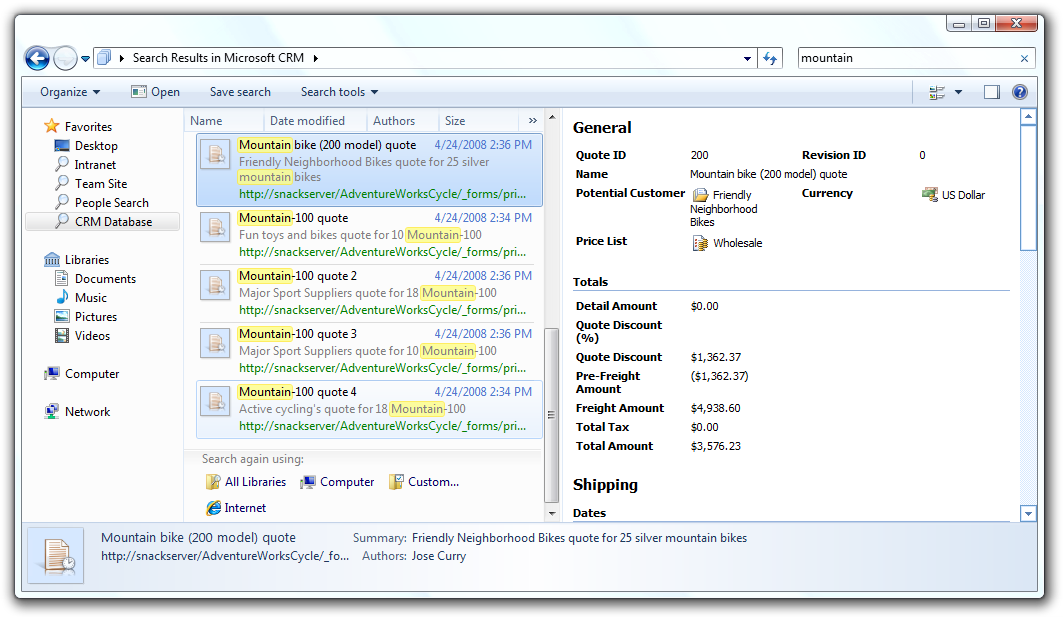 Search Results in Microsoft CRM
mountain
Organize
Open
Save search
Search tools
Favorites
Desktop
Intranet
Team Site
People Search
CRM Database
Libraries
Documents
Music
Pictures
Videos
Computer
Network
Name Date modified Authors Size »
Mountain bike (200 model) quote 4/24/2008 2:36 PM
Friendly Neighborhood Bikes quote for 25 silver
mountain bikes
http://snackserver/AdventureWorksCycle/_forms/pri...
Mountain-100 quote 4/24/2008 2:34 PM
Fun toys and bikes quote for 10 Mountain-100
http://snackserver/AdventureWorksCycle/_forms/pri...
Mountain-100 quote 2 4/24/2008 2:36 PM
Major Sport Suppliers quote for 18 Mountain-100
http://snackserver/AdventureWorksCycle/_forms/pri...
Mountain-100 quote 3 4/24/2008 2:36 PM
Major Sport Suppliers quote for 10 Mountain-100
http://snackserver/AdventureWorksCycle/_forms/pri...
Mountain-100 quote 4 4/24/2008 2:34 PM
Active cycling's quote for 18 Mountain-100
http://snackserver/AdventureWorksCycle/_forms/pri...
Search again using:
All Libraries Computer Custom...
Internet
General
Quote ID 200 Revision ID 0
Name Mountain bike (200 model) quote
Potential Customer Friendly Currency US Dollar
Neighborhood
Bikes
Price List Wholesale
Totals
Detail Amount $0.00
Quote Discount
(%)
Quote Discount $1,362.37
Pre-Freight ($1,362.37)
Amount
Freight Amount $4,938.60
Total Tax $0.00
Total Amount $3,576.23
Shipping
Dates
Mountain bike (200 model) quote Summary: Friendly Neighborhood Bikes quote for 25 silver mountain bikes
http://snackserver/AdventureWorksCycle/_fo... Authors: Jose Curry